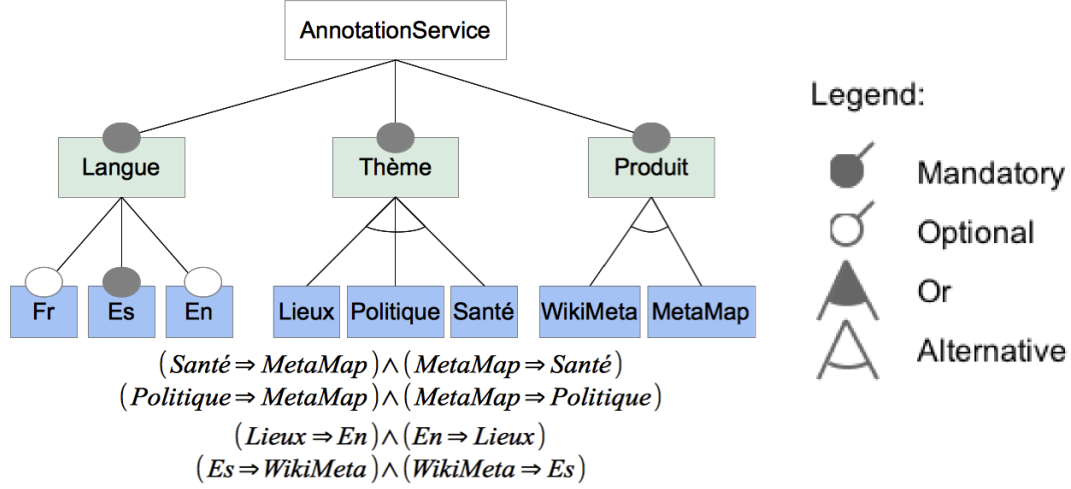 AnnotationService
Legend:
Langue Thème Produit
Mandatory
Optional
Fr Es En Lieux Politique Santé WikiMeta MetaMap
Or
Alternative
(Santé ⇒ MetaMap) ∧ (MetaMap ⇒ Santé)
(Politique ⇒ MetaMap) ∧ (MetaMap ⇒ Politique)
(Lieux ⇒ En) ∧ (En ⇒ Lieux)
(Es ⇒ WikiMeta) ∧ (WikiMeta ⇒ Es)